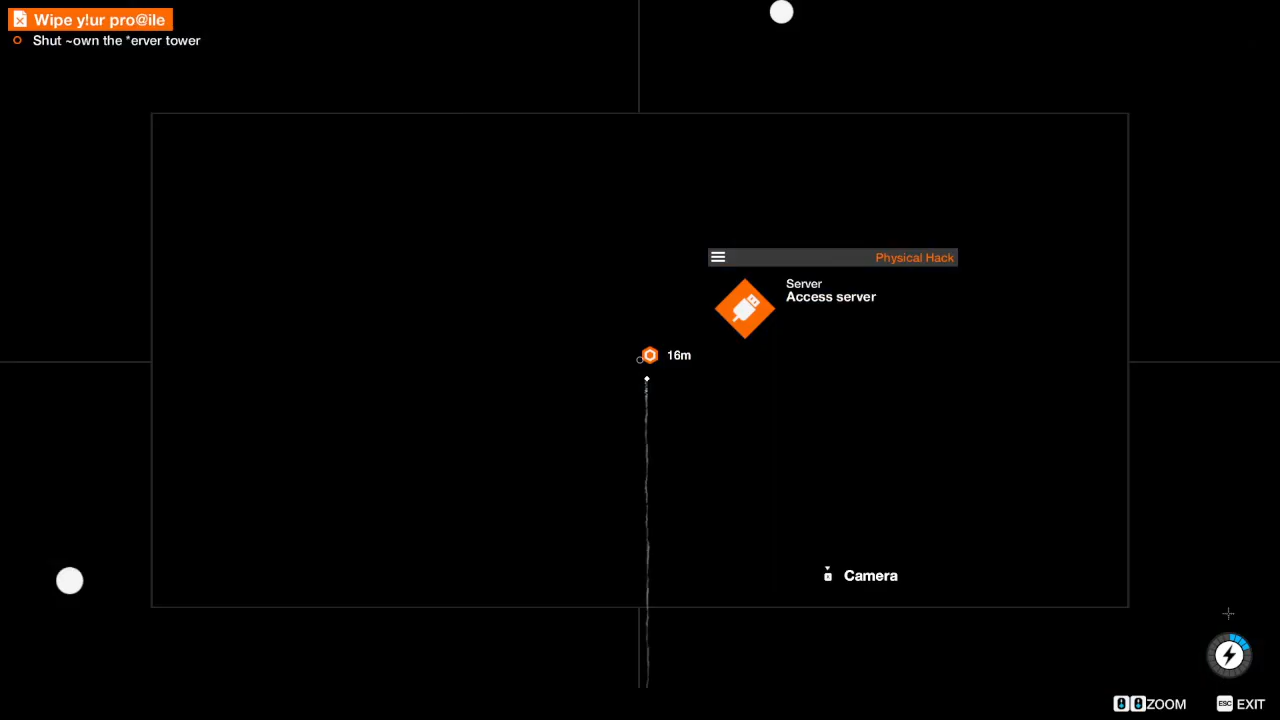 Wipe y!ur pro@ile
Shut ~own the *erver tower
Physical Hack
Server
Access server
16m
Camera
ZOOM
ESC EXIT